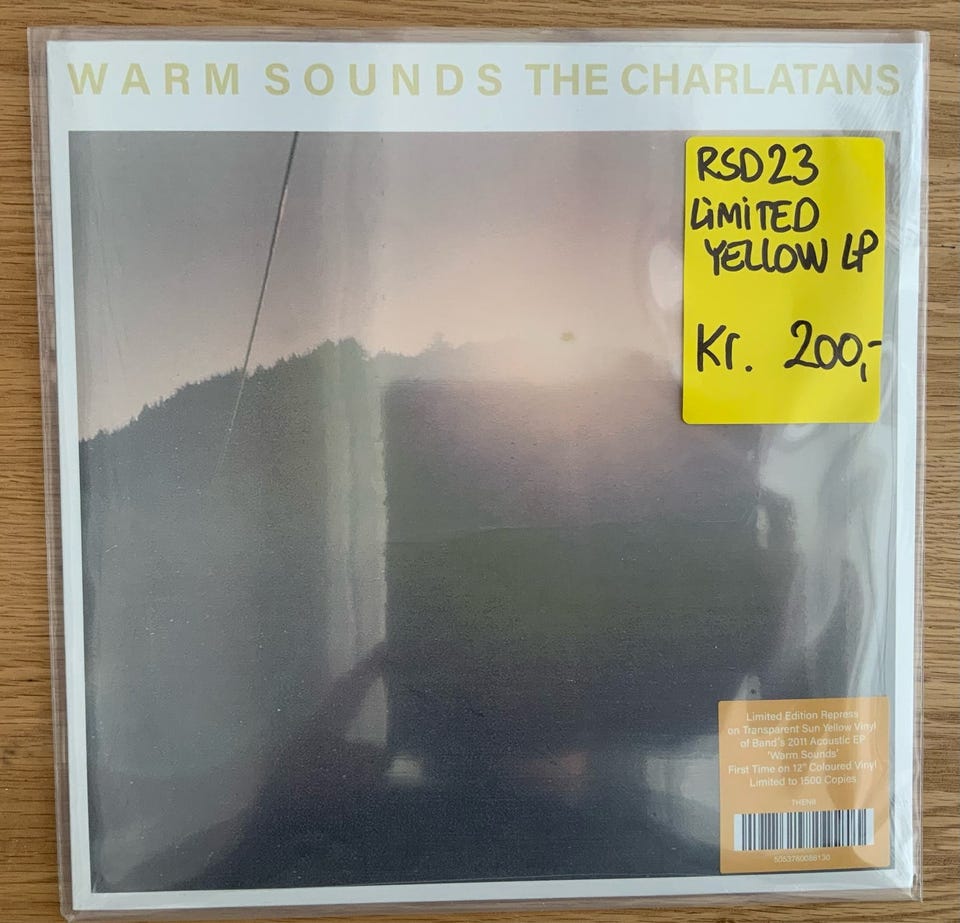 WARM SOUNDS THE CHARLATANS
RSD23
LIMITED
YELLOW LP
Kr. 200,-
Limited Edition Repress
on Transparent Sun Yellow Vinyl
of Band's 2011 Acoustic EP
'Warm Sounds'
First Time on 12" Coloured Vinyl
Limited to 1500 Copies